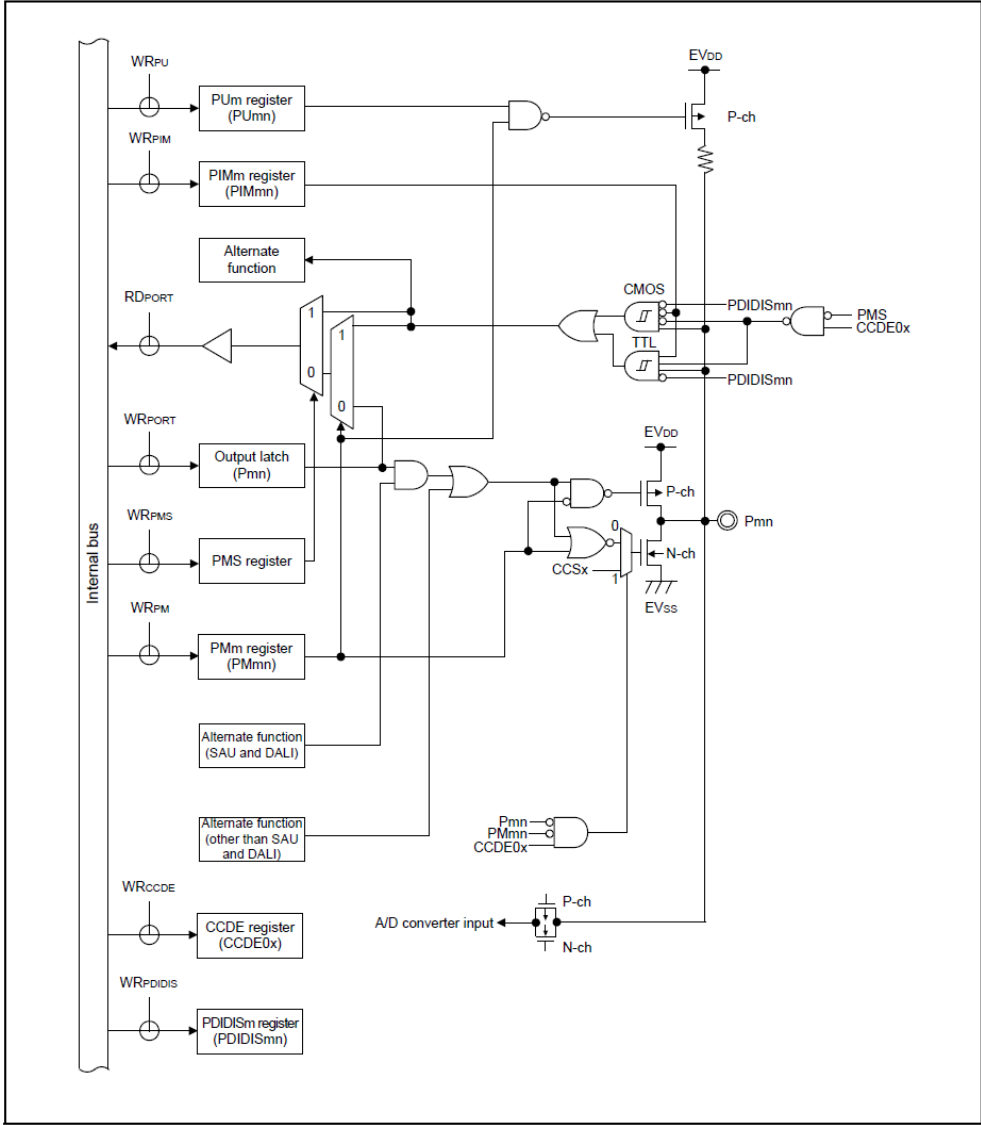 WRPU
PUm register
(PUmn)
EVDD
P-ch
WRPIM
PIMm register
(PIMmn)
Alternate
function
RDPORT
1
0
1
0
CMOS
PDIDISmn
PMS
CCDE0x
TTL
PDIDISmn
WRPORT
Output latch
(Pmn)
EVDD
P-ch
Pmn
WRPMS
PMS register
0
CCSx
1
N-ch
EVSS
Internal bus
WRPM
PMm register
(PMmn)
Alternate function
(SAU and DALI)
Alternate function
(other than SAU
and DALI)
Pmn
PMmn
CCDE0x
WRCCDE
CCDE register
(CCDE0x)
P-ch
A/D converter input
N-ch
WRPDIDIS
PDIDISm register
(PDIDISmn)